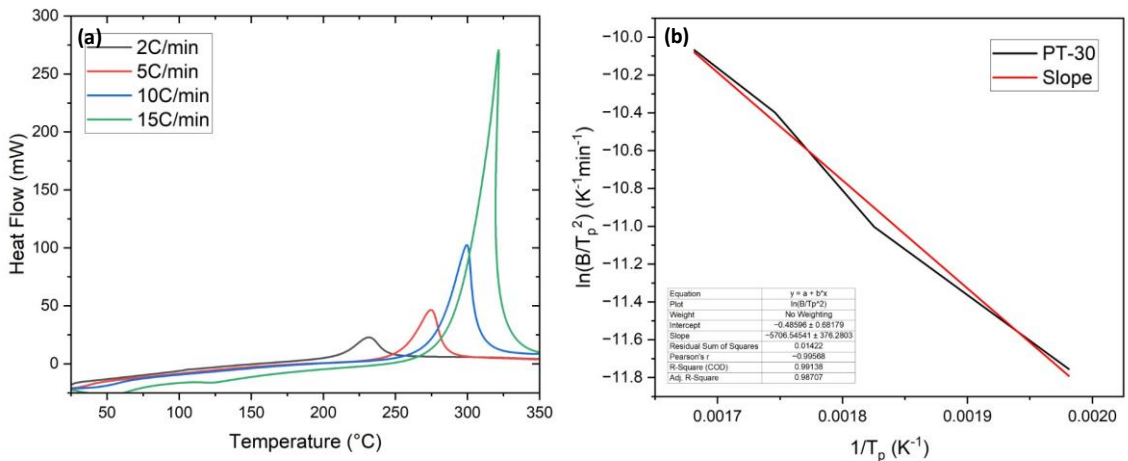 (a)
2C/min
5C/min
10C/min
15C/min
300
250
200
150
100
50
0
Heat Flow (mW)
50
100
150
200
250
300
350
Temperature (°C)
(b)
PT-30
Slope
−10.0
−10.2
−10.4
−10.6
−10.8
−11.0
−11.2
−11.4
−11.6
−11.8
ln(B/Tp²) (K⁻¹min⁻¹)
Equation y = a + b*x
Plot ln(B/Tp^2)
Weight No Weighting
Intercept −0.48596 ± 0.68179
Slope −5706.54541 ± 376.2803
Residual Sum of Squares 0.01422
Pearson's r −0.99568
R-Square (COD) 0.99138
Adj. R-Square 0.98707
0.0017
0.0018
0.0019
0.0020
1/Tp (K⁻¹)